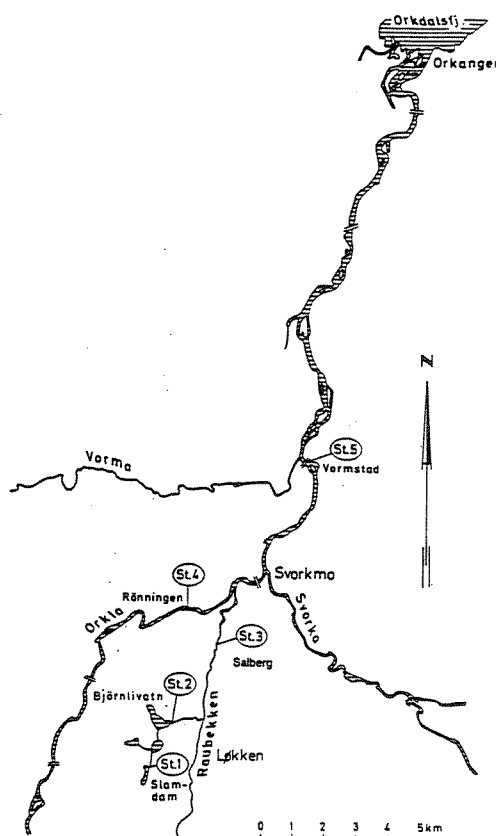 Orkdalsfj.
Orkanger
N
St.5
Vormstad
Vorma
St.4
Svorkmo
Rönningen
Orkla
Svorka
St.3
Salberg
Björnlivatn
St.2
Raubekken
Løkken
St.1
Slam-
dam
0 1 2 3 4 5km